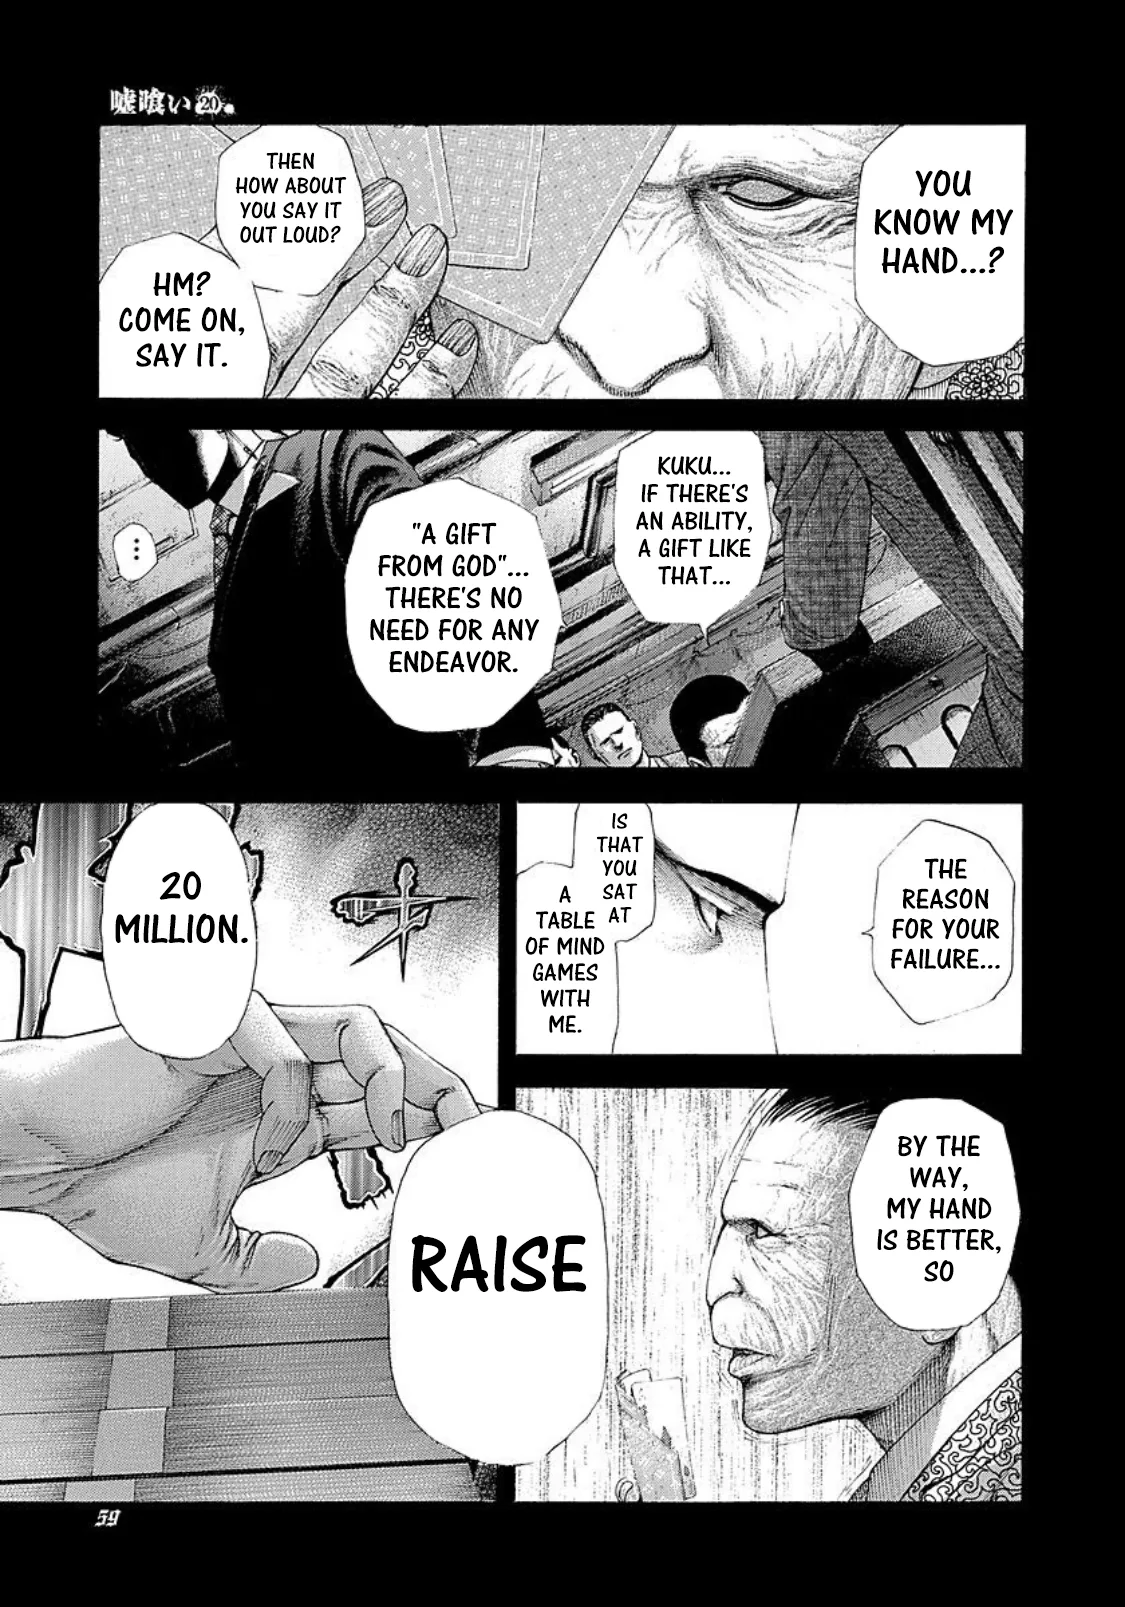 嘘喰い 20
YOU
KNOW MY
HAND...?
THEN
HOW ABOUT
YOU SAY IT
OUT LOUD?
HM?
COME ON,
SAY IT.
KUKU...
IF THERE'S
AN ABILITY,
A GIFT LIKE
THAT...
"A GIFT
FROM GOD"...
THERE'S NO
NEED FOR ANY
ENDEAVOR.
...
THE
REASON
FOR YOUR
FAILURE...
IS
THAT
YOU
SAT
AT
A
TABLE
OF MIND
GAMES
WITH
ME.
BY THE
WAY,
MY HAND
IS BETTER,
SO
RAISE
20
MILLION.
59